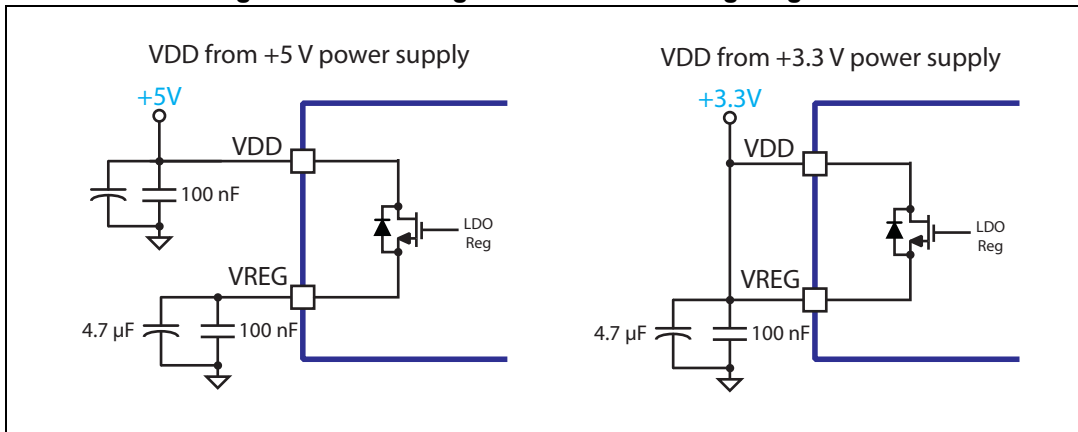 VDD from +5 V power supply
+5V
VDD
100 nF
LDO
Reg
VREG
4.7 µF
100 nF
VDD from +3.3 V power supply
+3.3V
VDD
LDO
Reg
VREG
4.7 µF
100 nF